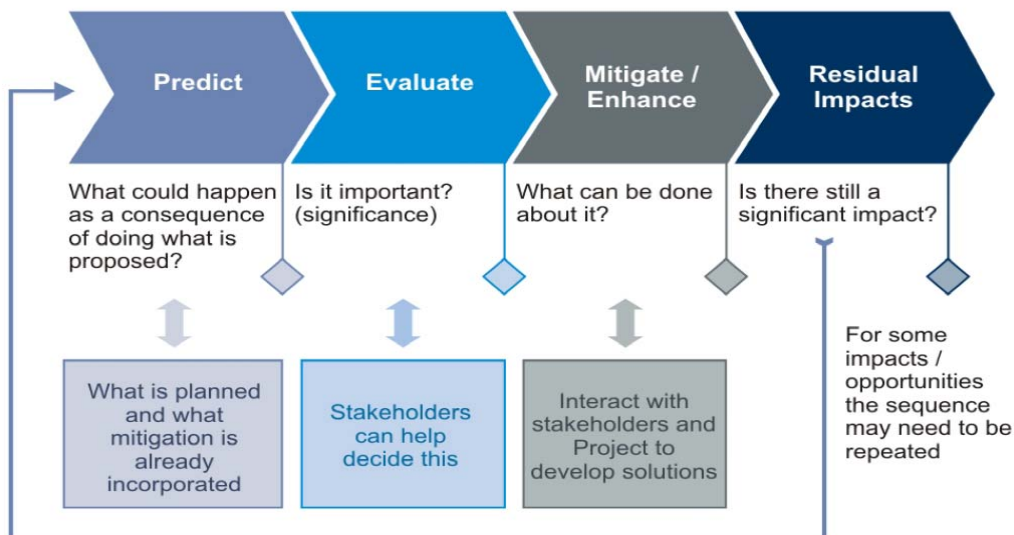 Predict
Evaluate
Mitigate /
Enhance
Residual
Impacts
What could happen
as a consequence
of doing what is
proposed?
Is it important?
(significance)
What can be done
about it?
Is there still a
significant impact?
What is planned
and what
mitigation is
already
incorporated
Stakeholders
can help
decide this
Interact with
stakeholders and
Project to
develop solutions
For some
impacts /
opportunities
the sequence
may need to be
repeated